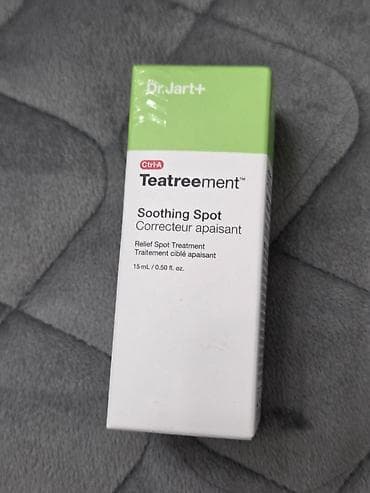 Dr.Jart+
Ctrl-A
Teatreement™
Soothing Spot
Correcteur apaisant
Relief Spot Treatment
Traitement ciblé apaisant
15 mL / 0.50 fl. oz.